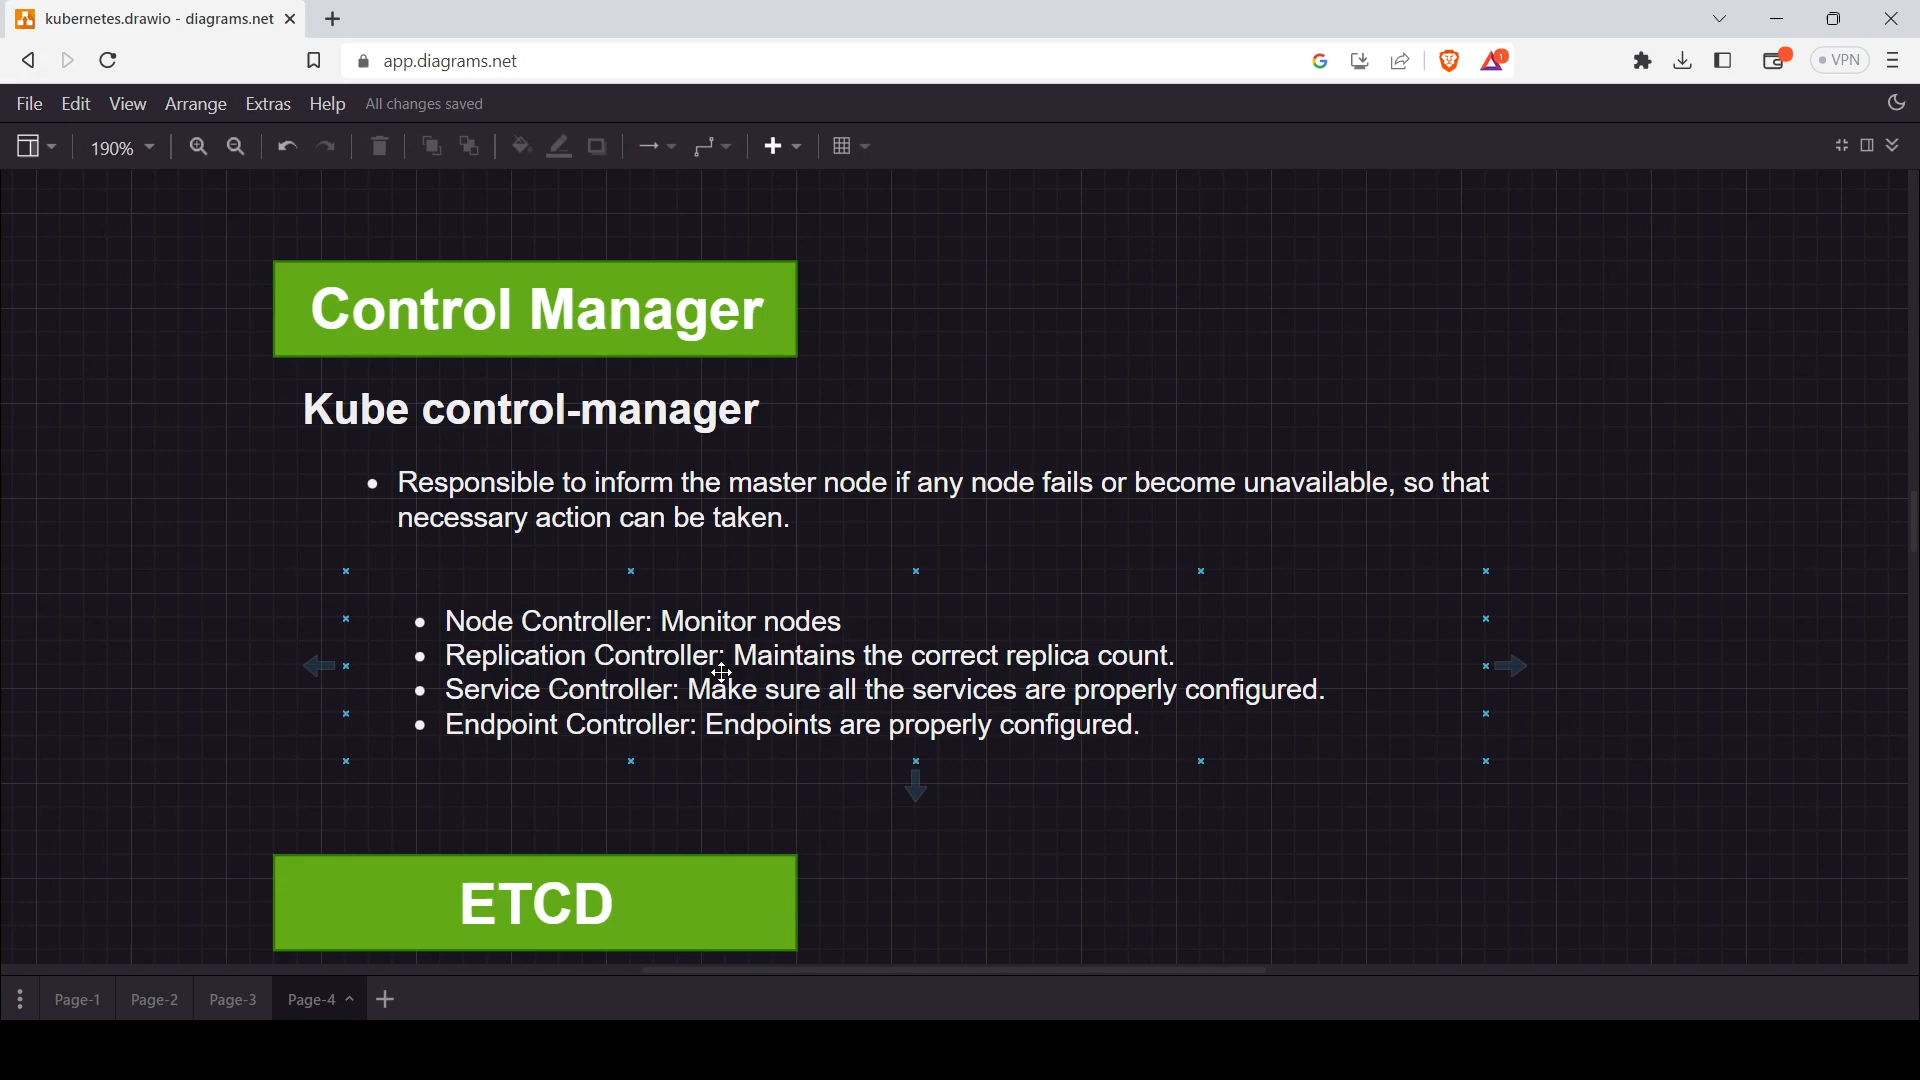 kubernetes.drawio - diagrams.net
app.diagrams.net
1
VPN
File Edit View Arrange Extras Help All changes saved
190%
Control Manager
Kube control-manager
• Responsible to inform the master node if any node fails or become unavailable, so that
necessary action can be taken.
• Node Controller: Monitor nodes
• Replication Controller: Maintains the correct replica count.
• Service Controller: Make sure all the services are properly configured.
• Endpoint Controller: Endpoints are properly configured.
ETCD
Page-1 Page-2 Page-3 Page-4